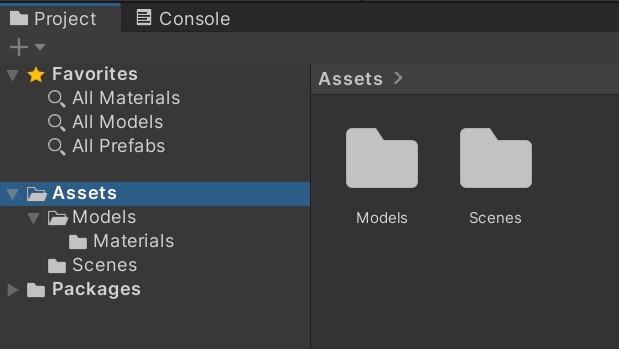 Project
Console
Favorites
All Materials
All Models
All Prefabs
Assets
Models
Materials
Scenes
Packages
Assets
Models
Scenes